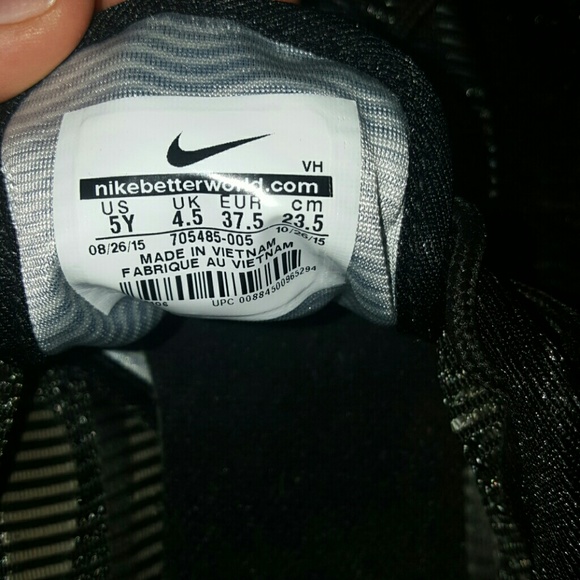 VH
nikebetterworld.com
US UK EUR cm
5Y 4.5 37.5 23.5
08/26/15 705485-005 10/26/15
MADE IN VIETNAM
FABRIQUE AU VIETNAM
UPC 00884500965294